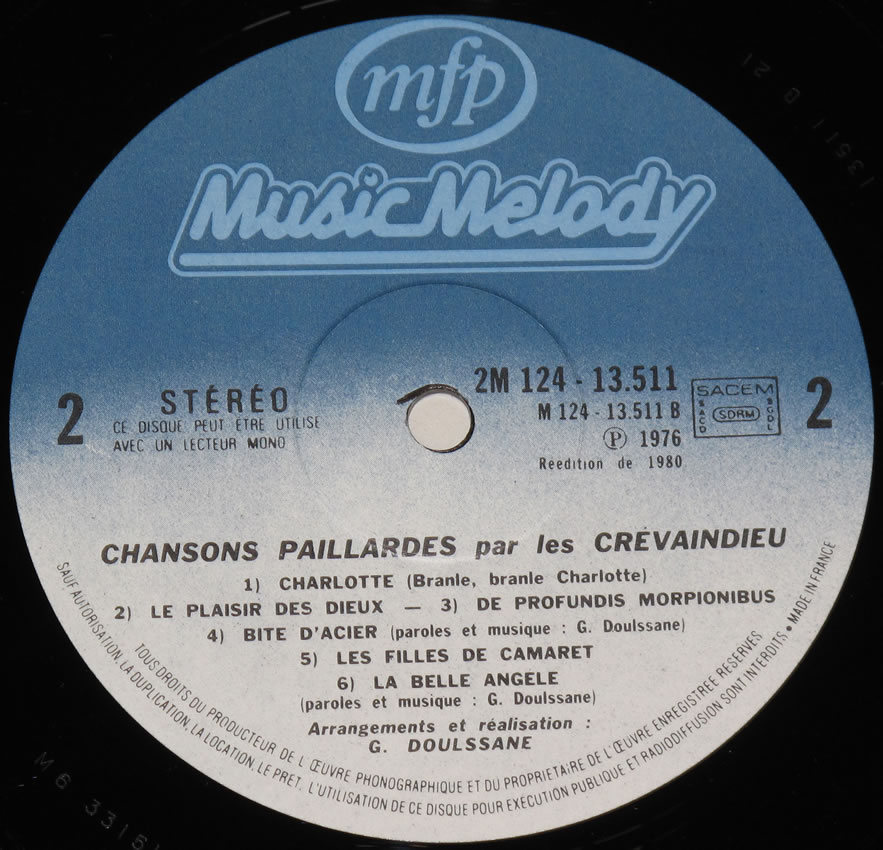 mfp
Music Melody
2
STÉRÉO
CE DISQUE PEUT ÊTRE UTILISÉ
AVEC UN LECTEUR MONO
2M 124 - 13.511
M 124 - 13.511 B
Ⓟ 1976
Réédition de 1980
SACEM
SACD
SDRM
SGDL
2
CHANSONS PAILLARDES par les CRÈVAINDIEU
1) CHARLOTTE (Branle, branle Charlotte)
2) LE PLAISIR DES DIEUX — 3) DE PROFUNDIS MORPIONIBUS
4) BITE D'ACIER (paroles et musique : G. Doulssane)
5) LES FILLES DE CAMARET
6) LA BELLE ANGELE
(paroles et musique : G. Doulssane)
Arrangements et réalisation :
G. DOULSSANE
TOUS DROITS DU PRODUCTEUR DE L'ŒUVRE PHONOGRAPHIQUE ET DU PROPRIETAIRE DE L'ŒUVRE ENREGISTREE RESERVES
SAUF AUTORISATION, LA DUPLICATION, LA LOCATION, LE PRET, L'UTILISATION DE CE DISQUE POUR EXECUTION PUBLIQUE ET RADIODIFFUSION SONT INTERDITS • MADE IN FRANCE